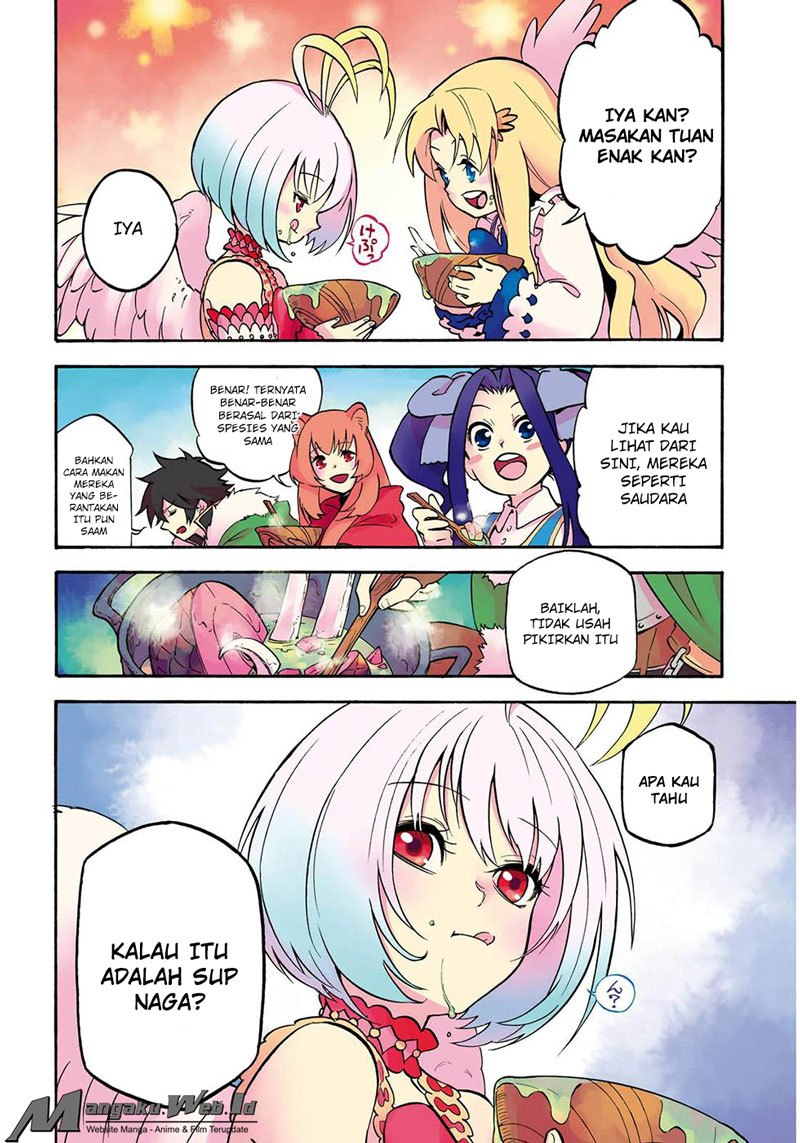 IYA KAN?
MASAKAN TUAN
ENAK KAN?
けぷっ
IYA
JIKA KAU
LIHAT DARI
SINI, MEREKA
SEPERTI
SAUDARA
BENAR! TERNYATA
BENAR-BENAR
BERASAL DARI
SPESIES YANG
SAMA
BAHKAN
CARA MAKAN
MEREKA
YANG BE-
RANTAKAN
ITU PUN
SAAM
BAIKLAH,
TIDAK USAH
PIKIRKAN ITU
APA KAU
TAHU
ん?
KALAU ITU
ADALAH SUP
NAGA?
Mangaku.Web.Id
Website Manga - Anime & Film Terupdate